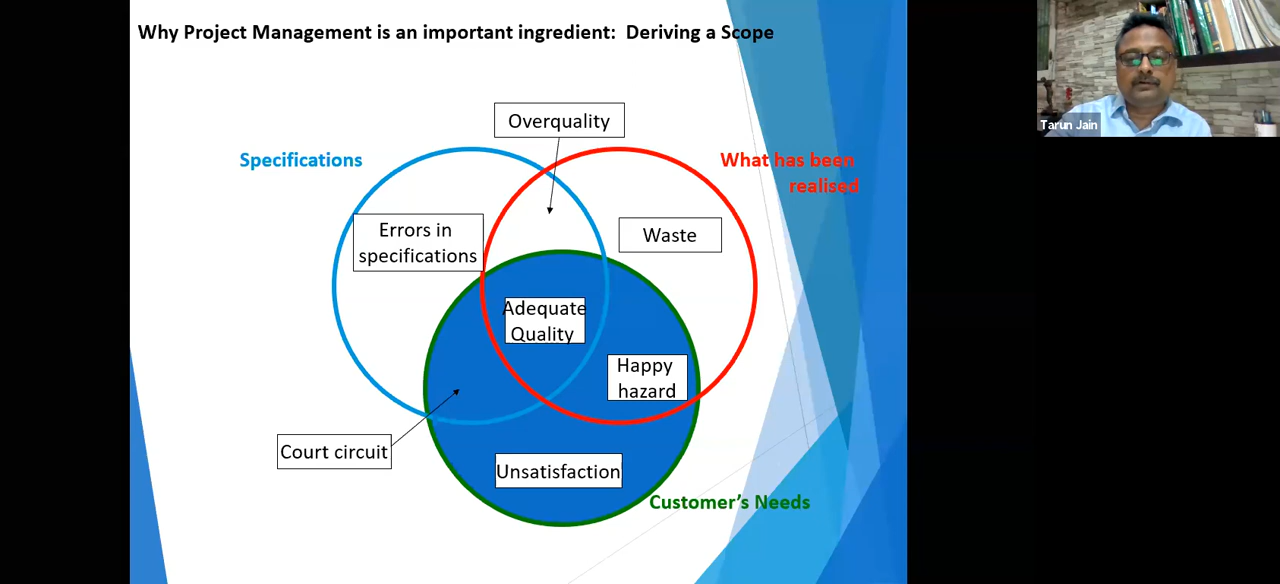 Why Project Management is an important ingredient: Deriving a Scope
Tarun Jain
Overquality
Specifications
What has been
realised
Errors in
specifications
Waste
Adequate
Quality
Happy
hazard
Court circuit
Unsatisfaction
Customer's Needs